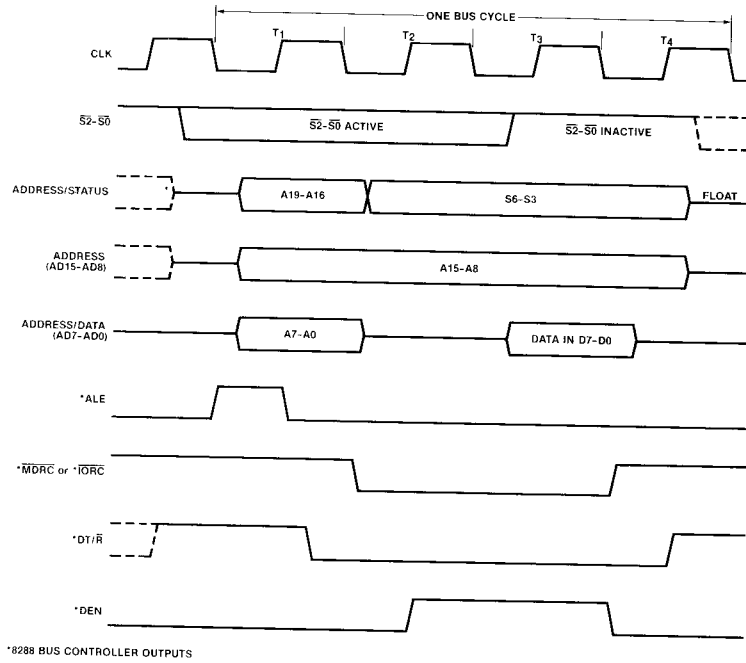 ONE BUS CYCLE
T1 T2 T3 T4
CLK
S2-S0 S2-S0 ACTIVE S2-S0 INACTIVE
ADDRESS/STATUS A19-A16 S6-S3 FLOAT
ADDRESS
(AD15-AD8) A15-A8
ADDRESS/DATA
(AD7-AD0) A7-A0 DATA IN D7-D0
*ALE
*MDRC or *IORC
*DT/R
*DEN
*8288 BUS CONTROLLER OUTPUTS